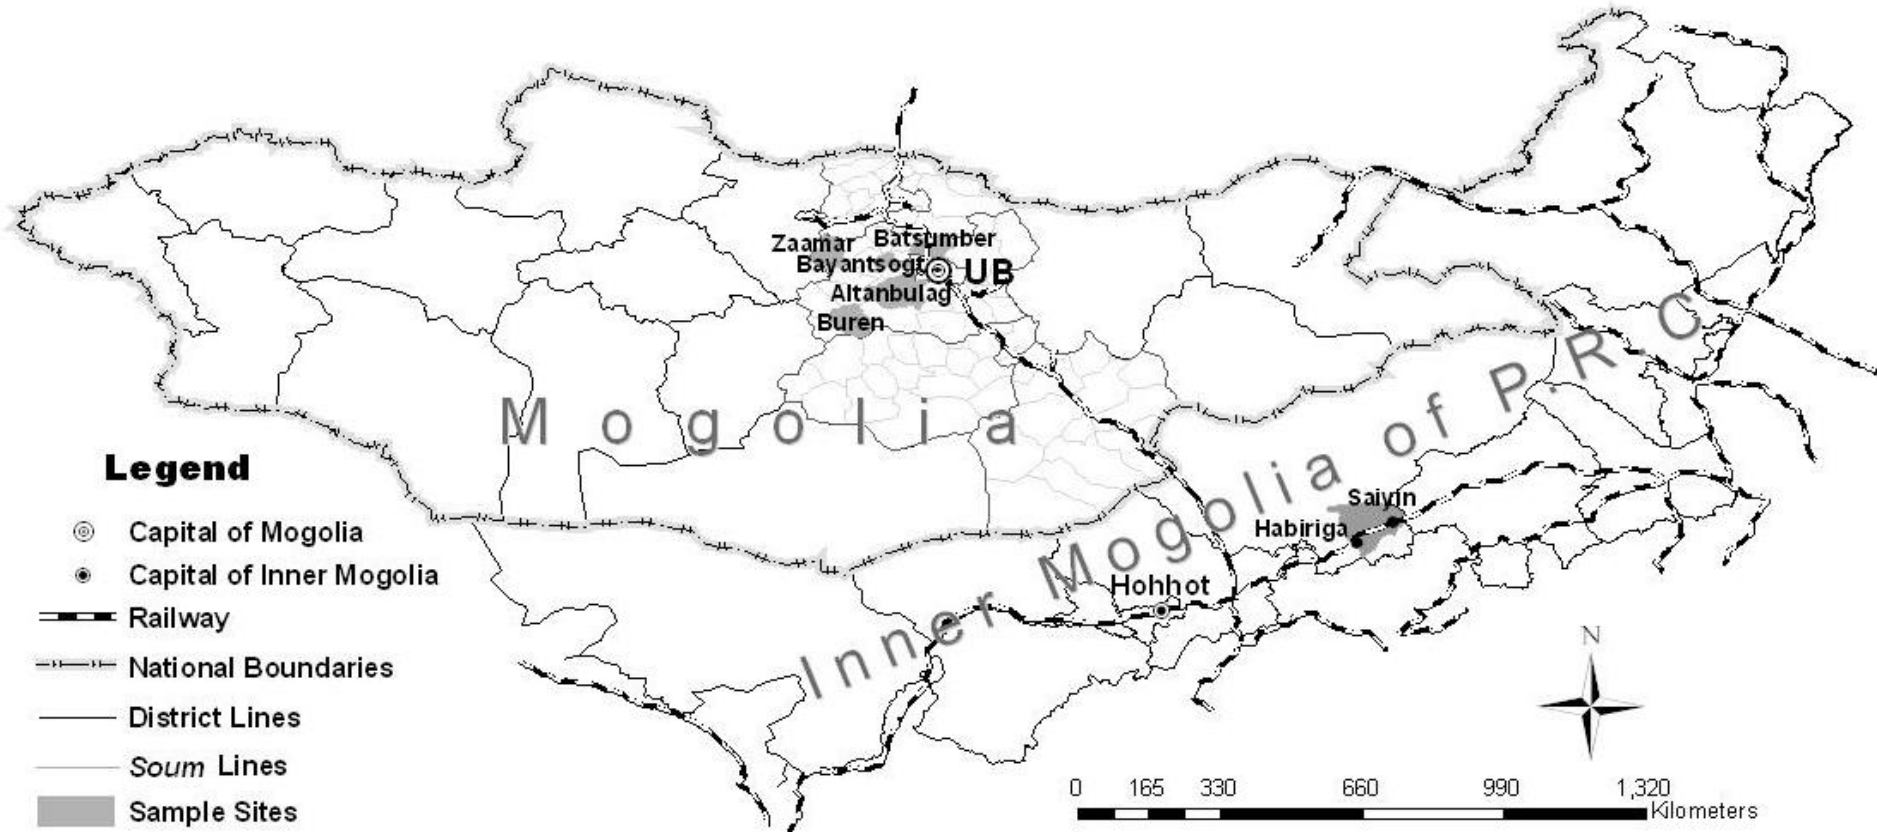 Zaamar
Batsumber
Bayantsogt
UB
Altanbulag
Buren
Mogolia
Inner Mogolia of P.R.C
Saiyin
Habiriga
Hohhot
Legend
Capital of Mogolia
Capital of Inner Mogolia
Railway
National Boundaries
District Lines
Soum Lines
Sample Sites
N
0 165 330 660 990 1,320
Kilometers